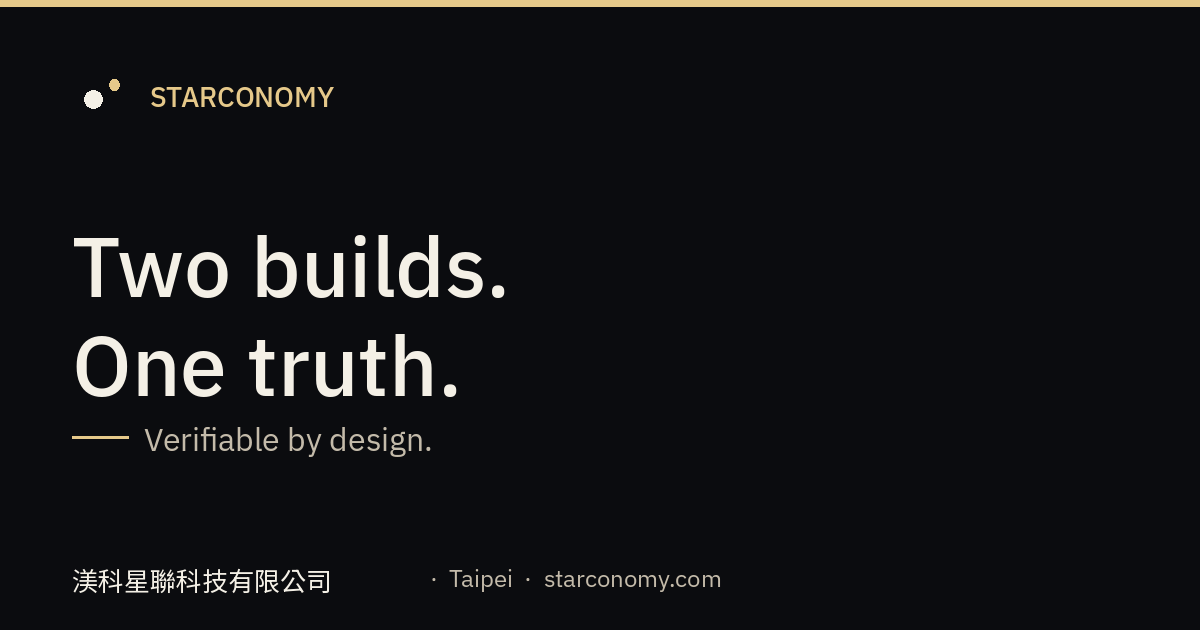 STARCONOMY
Two builds.
One truth.
Verifiable by design.
渼科星聯科技有限公司 · Taipei · starconomy.com